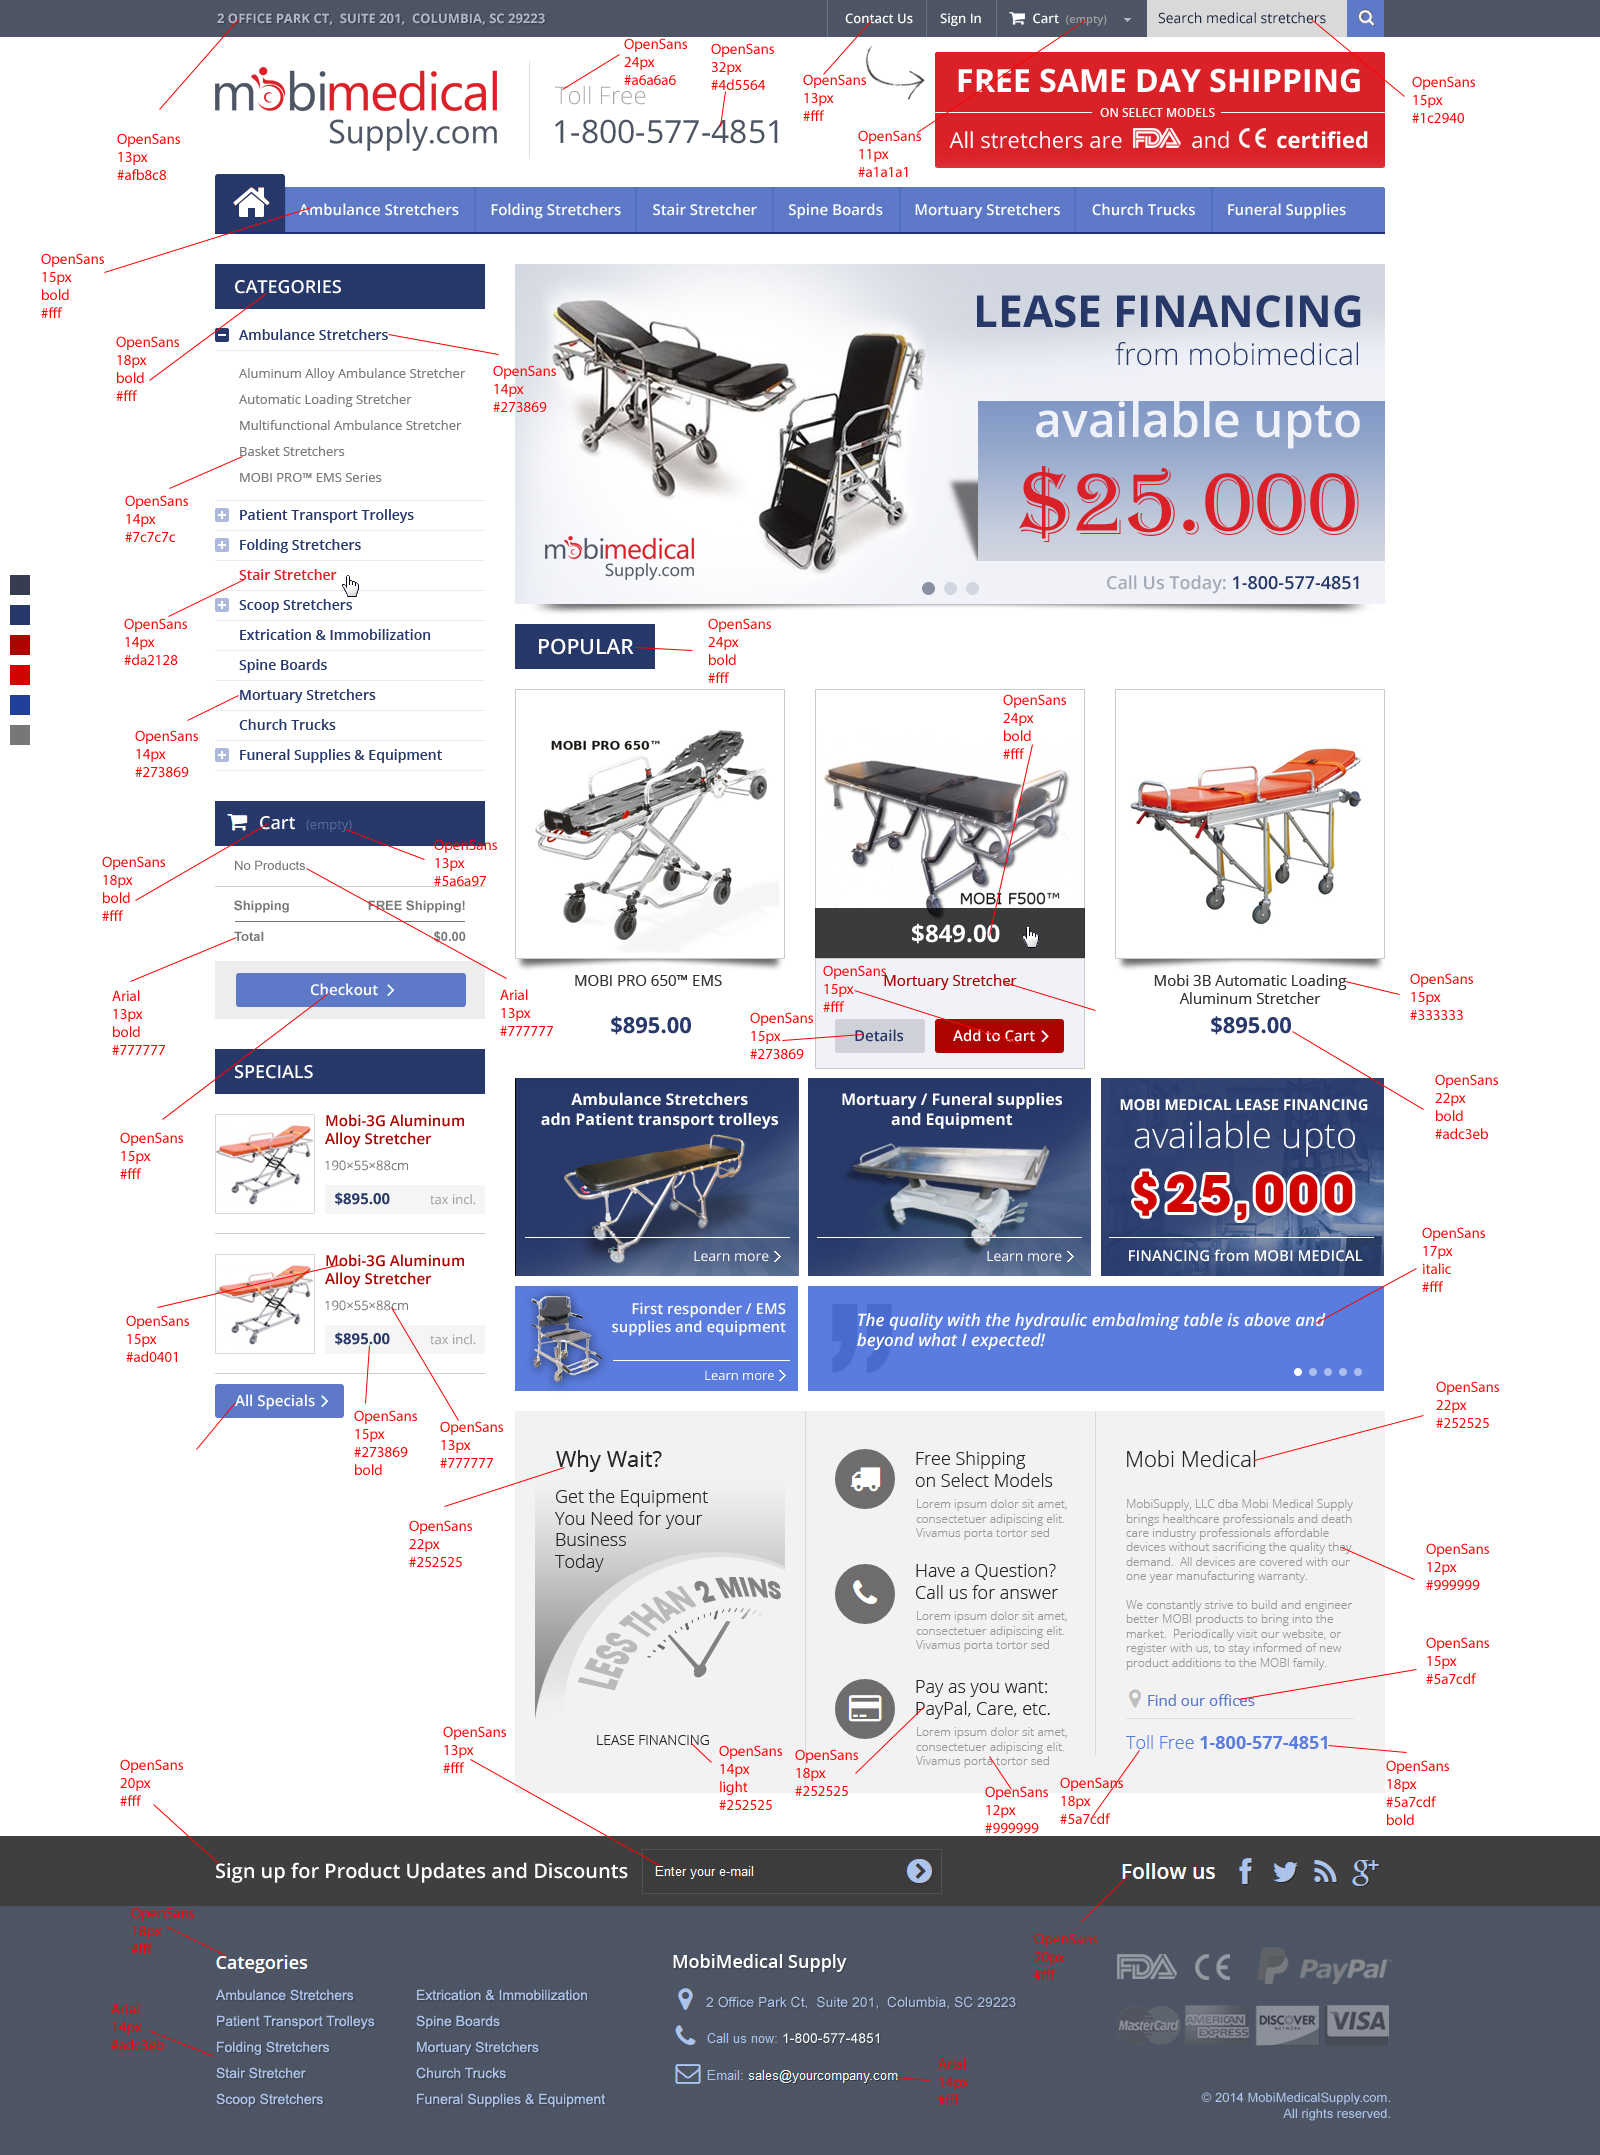 2 OFFICE PARK CT,  SUITE 201,  COLUMBIA, SC 29223
Contact Us
Sign In
Cart (empty)
Search medical stretchers
OpenSans
13px
#afb8c8
mobimedical
Supply.com
OpenSans
24px
#a6a6a6
OpenSans
32px
#4d5564
Toll Free
1-800-577-4851
OpenSans
13px
#fff
OpenSans
11px
#a1a1a1
FREE SAME DAY SHIPPING
ON SELECT MODELS
All stretchers are FDA and CE certified
OpenSans
15px
#1c2940
Ambulance Stretchers
Folding Stretchers
Stair Stretcher
Spine Boards
Mortuary Stretchers
Church Trucks
Funeral Supplies
OpenSans
15px
bold
#fff
CATEGORIES
OpenSans
18px
bold
#fff
Ambulance Stretchers
Aluminum Alloy Ambulance Stretcher
Automatic Loading Stretcher
Multifunctional Ambulance Stretcher
Basket Stretchers
MOBI PRO™ EMS Series
OpenSans
14px
#273869
OpenSans
14px
#7c7c7c
Patient Transport Trolleys
Folding Stretchers
Stair Stretcher
Scoop Stretchers
Extrication & Immobilization
Spine Boards
Mortuary Stretchers
Church Trucks
Funeral Supplies & Equipment
OpenSans
14px
#da2128
OpenSans
14px
#273869
LEASE FINANCING
from mobimedical
available upto
$25.000
mobimedical
Supply.com
Call Us Today: 1-800-577-4851
POPULAR
OpenSans
24px
bold
#fff
MOBI PRO 650™
MOBI PRO 650™ EMS
$895.00
OpenSans
24px
bold
#fff
MOBI F500™
$849.00
Mortuary Stretcher
OpenSans
15px
#fff
Details
Add to Cart
OpenSans
15px
#273869
Mobi 3B Automatic Loading
Aluminum Stretcher
$895.00
OpenSans
15px
#333333
OpenSans
22px
bold
#adc3eb
Cart (empty)
No Products
Shipping FREE Shipping!
Total $0.00
Checkout
OpenSans
13px
#5a6a97
OpenSans
18px
bold
#fff
Arial
13px
bold
#777777
Arial
13px
#777777
OpenSans
15px
#fff
SPECIALS
Mobi-3G Aluminum
Alloy Stretcher
190×55×88cm
$895.00 tax incl.
Mobi-3G Aluminum
Alloy Stretcher
190×55×88cm
$895.00 tax incl.
All Specials
OpenSans
15px
#ad0401
OpenSans
15px
#273869
bold
OpenSans
13px
#777777
Ambulance Stretchers
adn Patient transport trolleys
Learn more
Mortuary / Funeral supplies
and Equipment
Learn more
MOBI MEDICAL LEASE FINANCING
available upto
$25,000
FINANCING from MOBI MEDICAL
First responder / EMS
supplies and equipment
Learn more
The quality with the hydraulic embalming table is above and
beyond what I expected!
OpenSans
17px
italic
#fff
OpenSans
22px
#252525
Why Wait?
Get the Equipment
You Need for your
Business
Today
LESS THAN 2 MINS
LEASE FINANCING
OpenSans
22px
#252525
Free Shipping
on Select Models
Lorem ipsum dolor sit amet,
consectetuer adipiscing elit.
Vivamus porta tortor sed
Have a Question?
Call us for answer
Lorem ipsum dolor sit amet,
consectetuer adipiscing elit.
Vivamus porta tortor sed
Pay as you want:
PayPal, Care, etc.
Lorem ipsum dolor sit amet,
consectetuer adipiscing elit.
Vivamus porta tortor sed
Mobi Medical
MobiSupply, LLC dba Mobi Medical Supply
brings healthcare professionals and death
care industry professionals affordable
devices without sacrificing the quality they
demand.  All devices are covered with our
one year manufacturing warranty.
We constantly strive to build and engineer
better MOBI products to bring into the
market.  Periodically visit our website, or
register with us, to stay informed of new
product additions to the MOBI family.
Find our offices
Toll Free 1-800-577-4851
OpenSans
12px
#999999
OpenSans
15px
#5a7cdf
OpenSans
13px
#fff
OpenSans
14px
light
#252525
OpenSans
18px
#252525
OpenSans
12px
#999999
OpenSans
18px
#5a7cdf
OpenSans
18px
#5a7cdf
bold
OpenSans
20px
#fff
Sign up for Product Updates and Discounts
Enter your e-mail
Follow us
OpenSans
18px
#fff
OpenSans
20px
#fff
Categories
Ambulance Stretchers
Patient Transport Trolleys
Folding Stretchers
Stair Stretcher
Scoop Stretchers
Extrication & Immobilization
Spine Boards
Mortuary Stretchers
Church Trucks
Funeral Supplies & Equipment
Arial
14px
#adc3eb
MobiMedical Supply
2 Office Park Ct,  Suite 201,  Columbia, SC 29223
Call us now: 1-800-577-4851
Email: sales@yourcompany.com
Arial
14px
#fff
FDA CE PayPal
MasterCard AMERICAN EXPRESS DISCOVER NETWORK VISA
© 2014 MobiMedicalSupply.com.
All rights reserved.